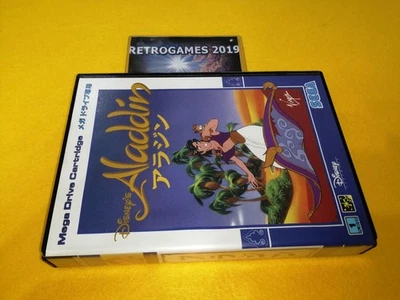 RETROGAMES 2019
Mega Drive Cartridge メガドライブ専用
DISNEY'S
Aladdin
アラジン
Virgin
SEGA
Disney